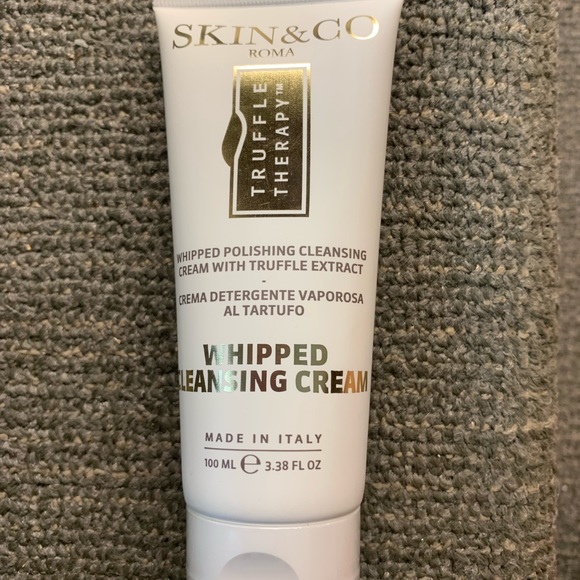 SKIN&CO
ROMA
TRUFFLE
THERAPY™
WHIPPED POLISHING CLEANSING
CREAM WITH TRUFFLE EXTRACT
-
CREMA DETERGENTE VAPOROSA
AL TARTUFO
WHIPPED
CLEANSING CREAM
MADE IN ITALY
100 ML ℮ 3.38 FL OZ